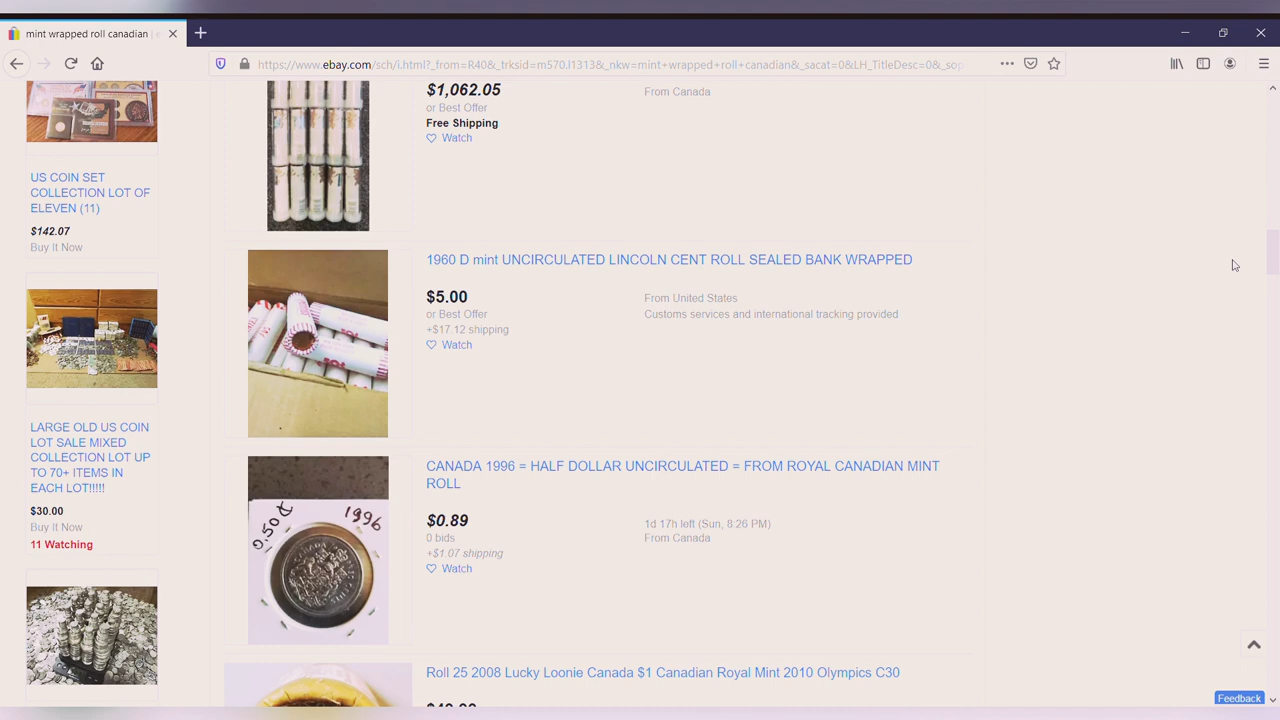 mint wrapped roll canadian |
https://www.ebay.com/sch/i.html?_from=R40&_trksid=m570.l1313&_nkw=mint+wrapped+roll+canadian&_sacat=0&LH_TitleDesc=0&_sop
US COIN SET
COLLECTION LOT OF
ELEVEN (11)
$142.07
Buy It Now
LARGE OLD US COIN
LOT SALE MIXED
COLLECTION LOT UP
TO 70+ ITEMS IN
EACH LOT!!!!!
$30.00
Buy It Now
11 Watching
$1,062.05
From Canada
or Best Offer
Free Shipping
Watch
1960 D mint UNCIRCULATED LINCOLN CENT ROLL SEALED BANK WRAPPED
$5.00
From United States
or Best Offer
Customs services and international tracking provided
+$17.12 shipping
Watch
CANADA 1996 = HALF DOLLAR UNCIRCULATED = FROM ROYAL CANADIAN MINT
ROLL
0.50¢
1996
$0.89
1d 17h left (Sun, 8:26 PM)
0 bids
From Canada
+$1.07 shipping
Watch
Roll 25 2008 Lucky Loonie Canada $1 Canadian Royal Mint 2010 Olympics C30
Feedback